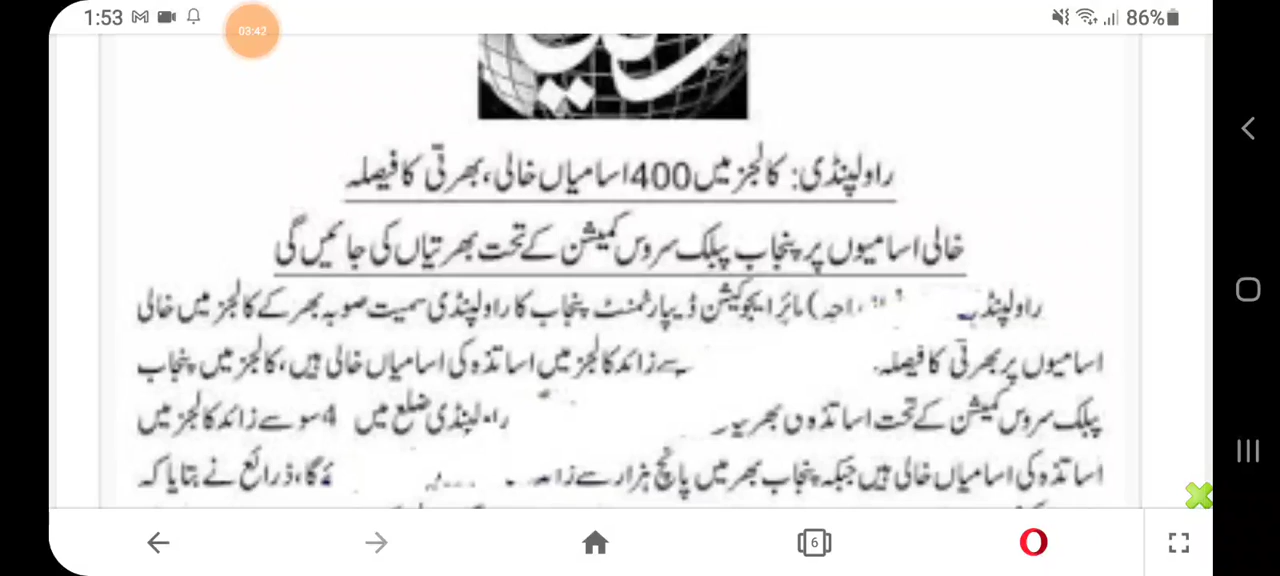 1:53
03:42
86%
راولپنڈی: کالجز میں 400 اسامیاں خالی، بھرتی کا فیصلہ
خالی اسامیوں پر پنجاب پبلک سروس کمیشن کے تحت بھرتیاں کی جائیں گی
راولپنڈ راجہ) ہائر ایجوکیشن ڈیپارٹمنٹ پنجاب کا راولپنڈی سمیت صوبہ بھر کے کالجز میں خالی
اسامیوں پر بھرتی کا فیصلہ۔ سے زائد کالجز میں اساتذہ کی اسامیاں خالی ہیں، کالجز میں پنجاب
پبلک سروس کمیشن کے تحت اساتذہ کی راولپنڈی ضلع میں 4 سو سے زائد کالجز میں
اساتذہ کی اسامیاں خالی ہیں جبکہ پنجاب بھر میں پانچ ہزار سے گا، ذرائع نے بتایا کہ
6